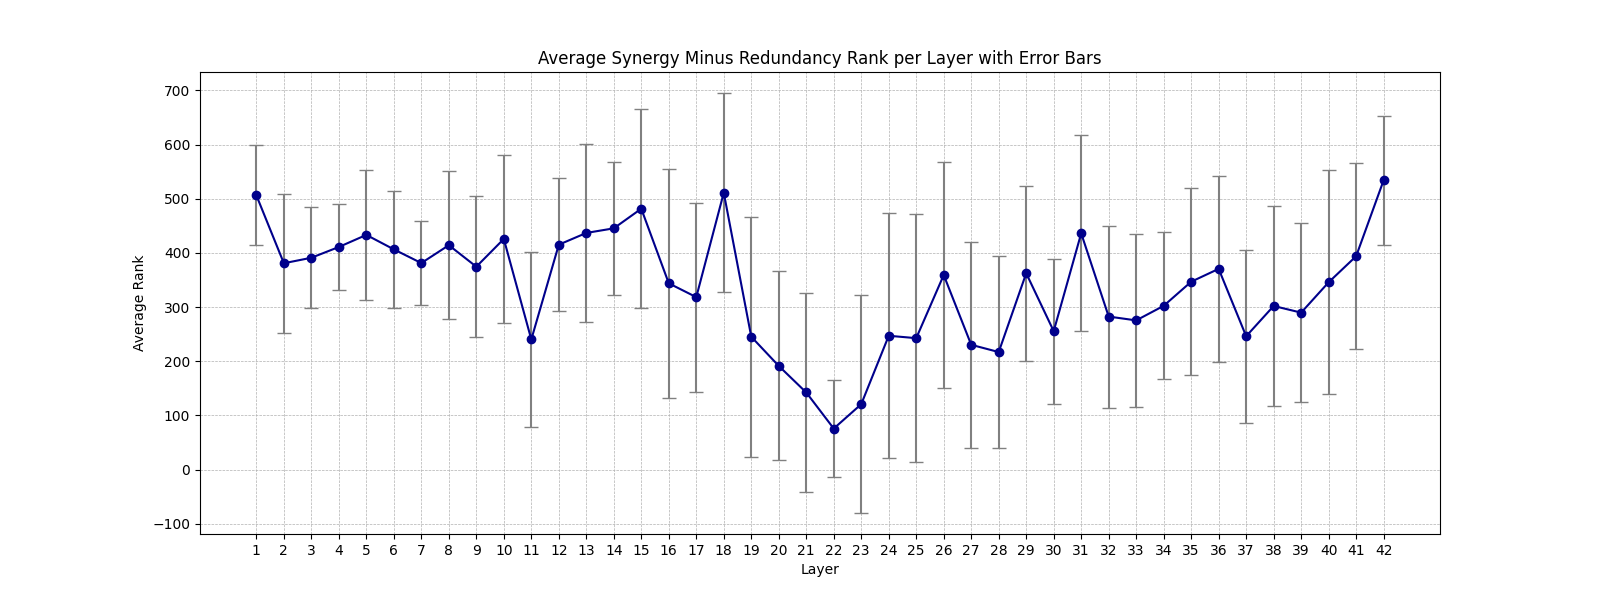 Average Synergy Minus Redundancy Rank per Layer with Error Bars
700
600
500
400
300
200
100
0
−100
Average Rank
1 2 3 4 5 6 7 8 9 10 11 12 13 14 15 16 17 18 19 20 21 22 23 24 25 26 27 28 29 30 31 32 33 34 35 36 37 38 39 40 41 42
Layer